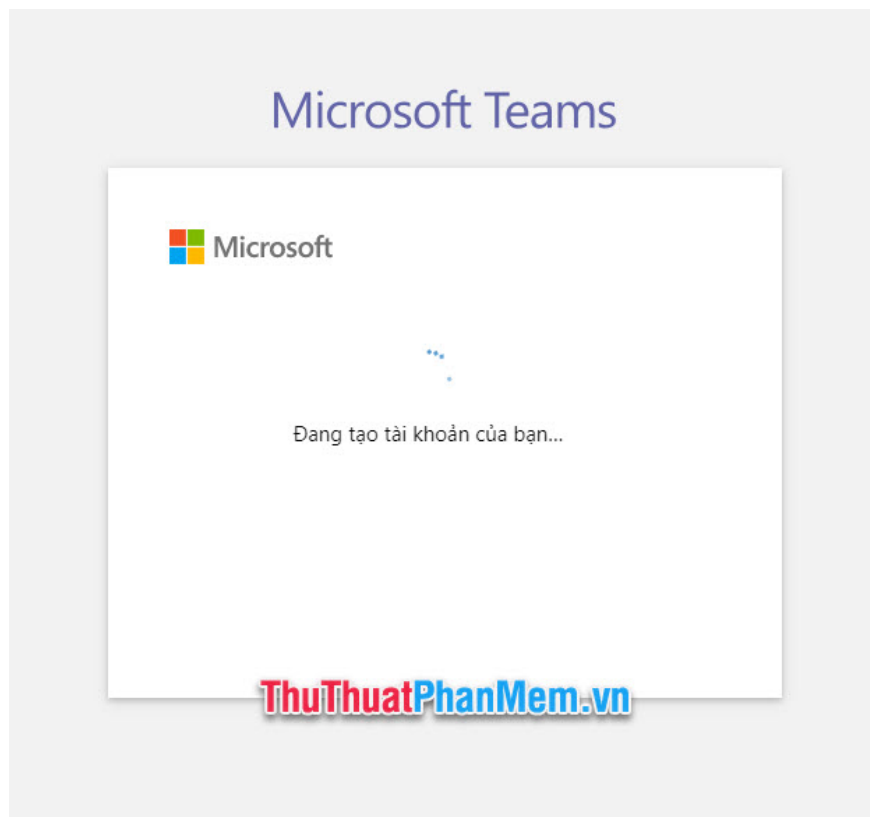 Microsoft Teams
Microsoft
Đang tạo tài khoản của bạn...
ThuThuatPhanMem.vn